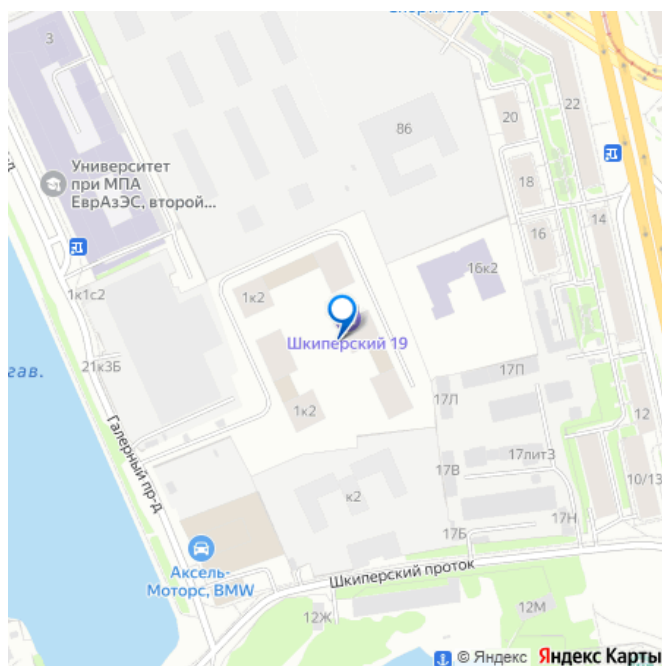 3
86
20
22
Университет
при МПА
ЕврАзЭС, второй...
18
16
14
16к2
1к1с2
1к2
Шкиперский 19
гав.
21к3Б
17П
17Л
1к2
12
Галерный пр-д
17В
17литЗ
10/13
к2
17Б
17Н
Аксель-
Моторс, BMW
Шкиперский проток
12Ж
12М
© Яндекс Яндекс Карты